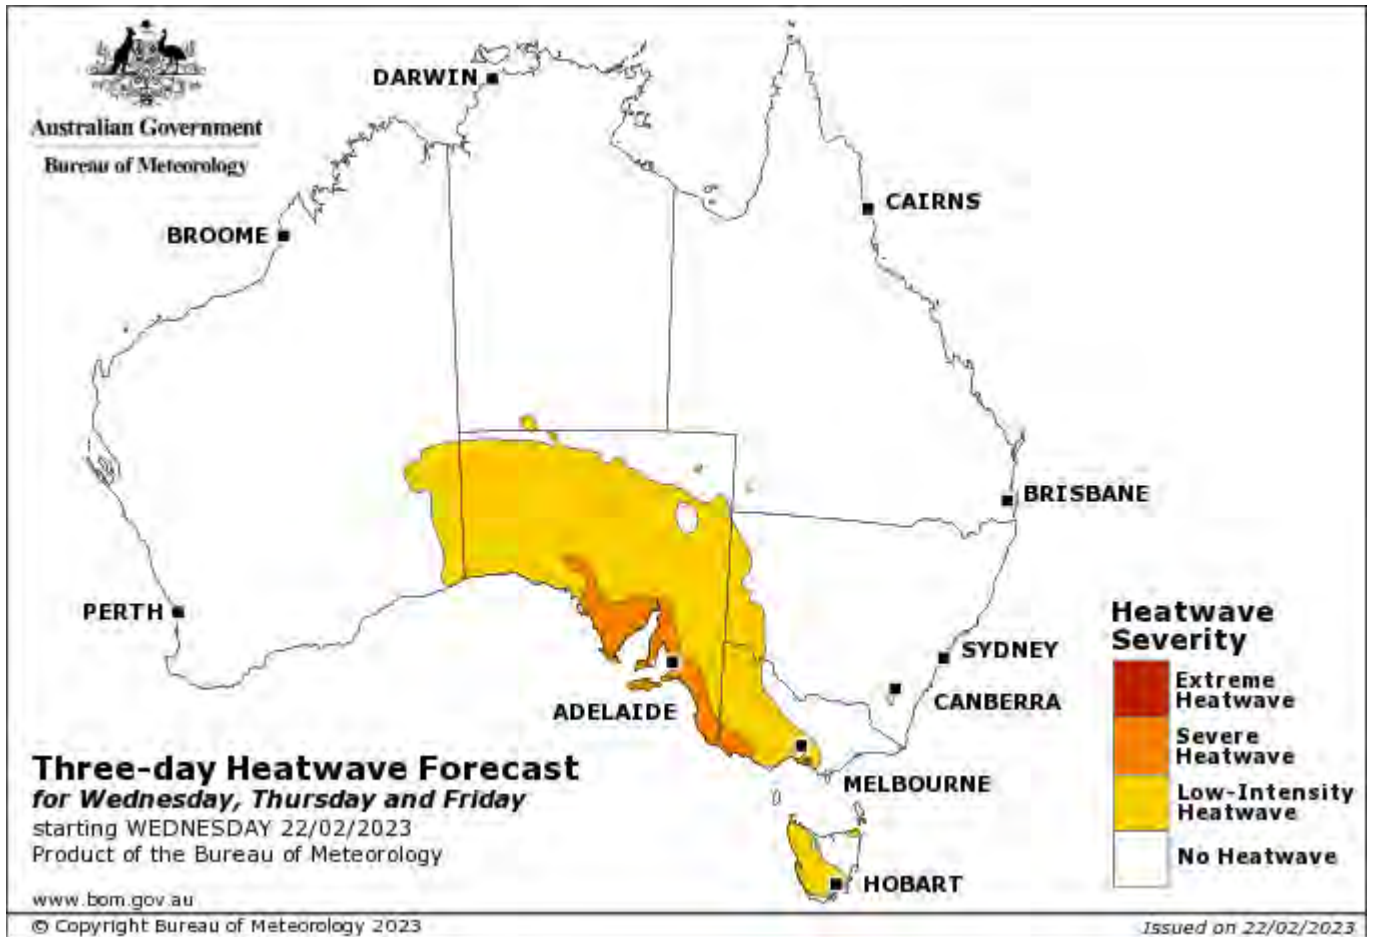 Australian Government
Bureau of Meteorology
DARWIN
CAIRNS
BROOME
BRISBANE
PERTH
SYDNEY
CANBERRA
ADELAIDE
MELBOURNE
HOBART
Heatwave
Severity
Extreme
Heatwave
Severe
Heatwave
Low-Intensity
Heatwave
No Heatwave
Three-day Heatwave Forecast
for Wednesday, Thursday and Friday
starting WEDNESDAY 22/02/2023
Product of the Bureau of Meteorology
www.bom.gov.au
© Copyright Bureau of Meteorology 2023
Issued on 22/02/2023